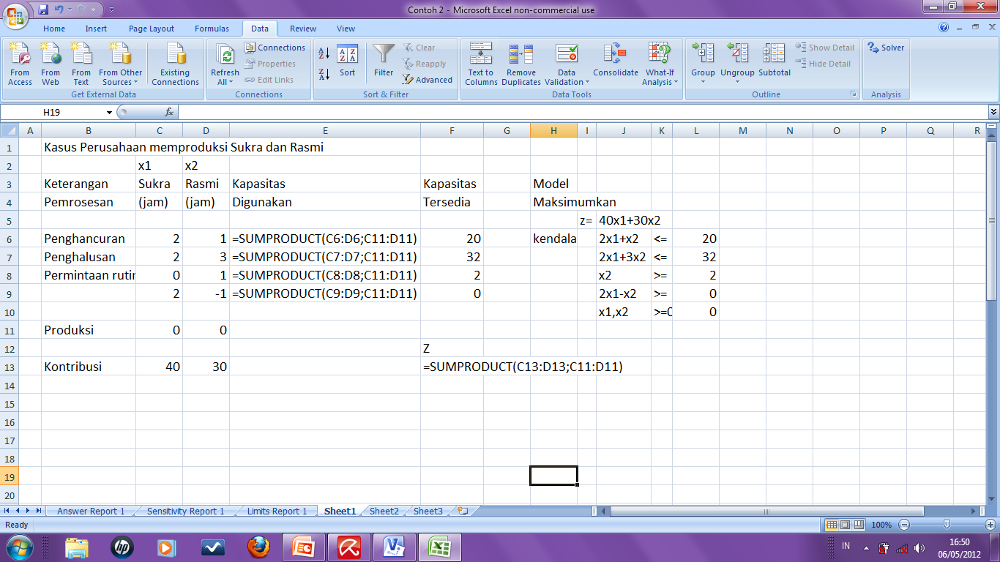 Contoh 2 - Microsoft Excel non-commercial use
Home Insert Page Layout Formulas Data Review View
From Access
From Web
From Text
From Other Sources
Existing Connections
Get External Data
Refresh All
Connections
Properties
Edit Links
Connections
Sort
Filter
Clear
Reapply
Advanced
Sort & Filter
Text to Columns
Remove Duplicates
Data Validation
Consolidate
What-If Analysis
Data Tools
Group
Ungroup
Subtotal
Show Detail
Hide Detail
Outline
Solver
Analysis
H19 fx
A B C D E F G H I J K L M N O P Q R
1 Kasus Perusahaan memproduksi Sukra dan Rasmi
2 x1 x2
3 Keterangan Sukra Rasmi Kapasitas Kapasitas Model
4 Pemrosesan (jam) (jam) Digunakan Tersedia Maksimumkan
5 z= 40x1+30x2
6 Penghancuran 2 1 =SUMPRODUCT(C6:D6;C11:D11) 20 kendala 2x1+x2 <= 20
7 Penghalusan 2 3 =SUMPRODUCT(C7:D7;C11:D11) 32 2x1+3x2 <= 32
8 Permintaan rutin 0 1 =SUMPRODUCT(C8:D8;C11:D11) 2 x2 >= 2
9 2 -1 =SUMPRODUCT(C9:D9;C11:D11) 0 2x1-x2 >= 0
10 x1,x2 >=0 0
11 Produksi 0 0
12 Z
13 Kontribusi 40 30 =SUMPRODUCT(C13:D13;C11:D11)
14
15
16
17
18
19
20
Answer Report 1 Sensitivity Report 1 Limits Report 1 Sheet1 Sheet2 Sheet3
Ready 100%
hp IN 16:50
06/05/2012